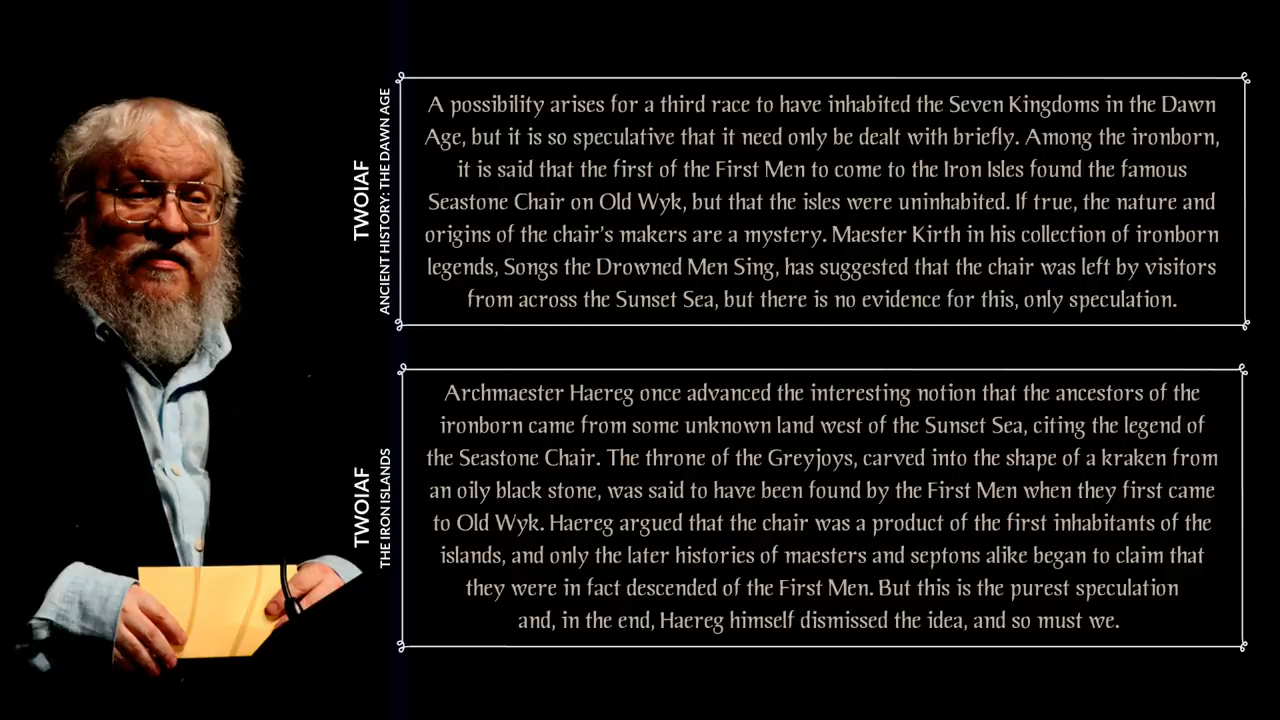 TWOIAF
ANCIENT HISTORY: THE DAWN AGE
A possibility arises for a third race to have inhabited the Seven Kingdoms in the Dawn
Age, but it is so speculative that it need only be dealt with briefly. Among the ironborn,
it is said that the first of the First Men to come to the Iron Isles found the famous
Seastone Chair on Old Wyk, but that the isles were uninhabited. If true, the nature and
origins of the chair's makers are a mystery. Maester Kirth in his collection of ironborn
legends, Songs the Drowned Men Sing, has suggested that the chair was left by visitors
from across the Sunset Sea, but there is no evidence for this, only speculation.
TWOIAF
THE IRON ISLANDS
Archmaester Haereg once advanced the interesting notion that the ancestors of the
ironborn came from some unknown land west of the Sunset Sea, citing the legend of
the Seastone Chair. The throne of the Greyjoys, carved into the shape of a kraken from
an oily black stone, was said to have been found by the First Men when they first came
to Old Wyk. Haereg argued that the chair was a product of the first inhabitants of the
islands, and only the later histories of maesters and septons alike began to claim that
they were in fact descended of the First Men. But this is the purest speculation
and, in the end, Haereg himself dismissed the idea, and so must we.